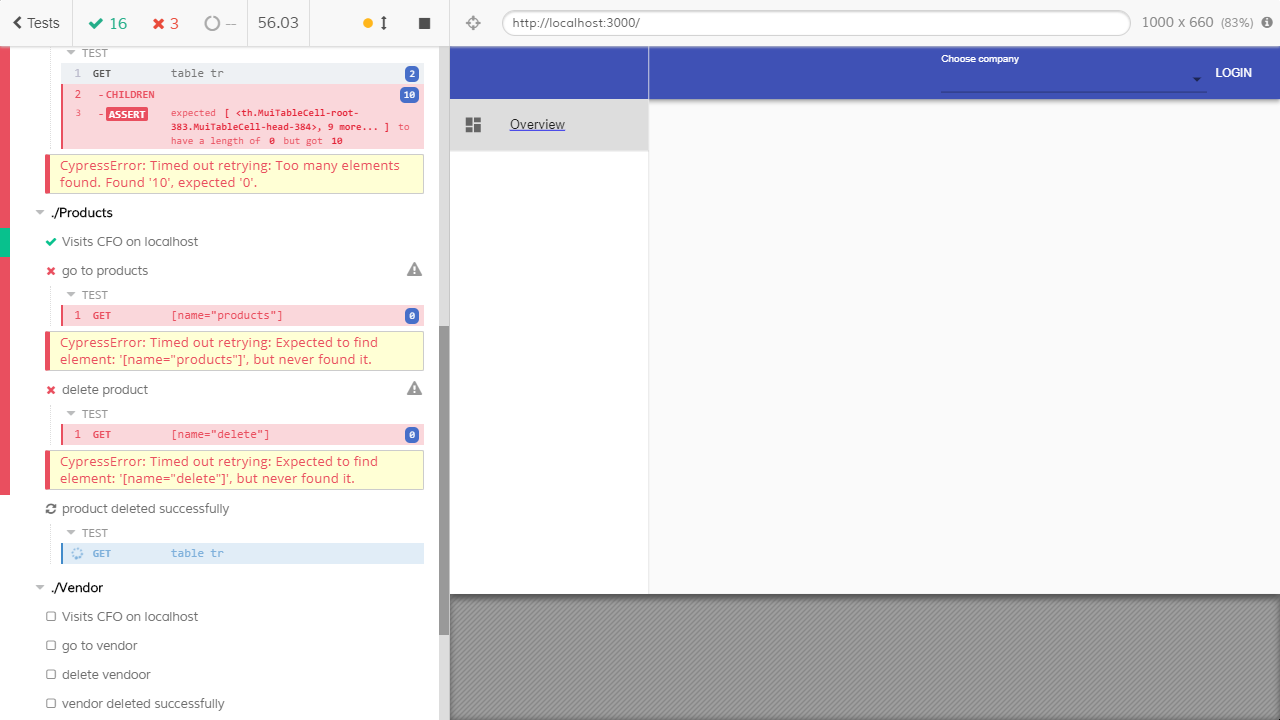 Tests 16 3 -- 56.03
http://localhost:3000/
1000 x 660 (83%)
TEST
1 GET table tr 2
2 -CHILDREN 10
3 -ASSERT expected [ <th.MuiTableCell-root-
383.MuiTableCell-head-384>, 9 more... ] to
have a length of 0 but got 10
CypressError: Timed out retrying: Too many elements
found. Found '10', expected '0'.
./Products
Visits CFO on localhost
go to products
TEST
1 GET [name="products"] 0
CypressError: Timed out retrying: Expected to find
element: '[name="products"]', but never found it.
delete product
TEST
1 GET [name="delete"] 0
CypressError: Timed out retrying: Expected to find
element: '[name="delete"]', but never found it.
product deleted successfully
TEST
GET table tr
./Vendor
Visits CFO on localhost
go to vendor
delete vendoor
vendor deleted successfully
Choose company
LOGIN
Overview